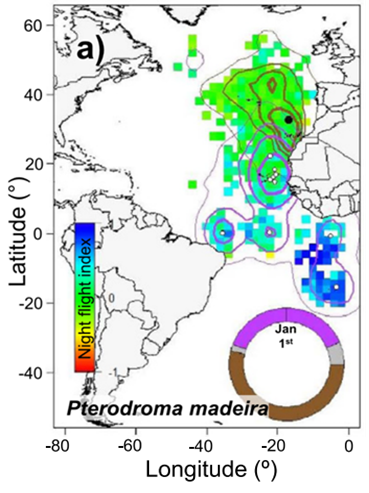 a)
60
40
20
0
-20
-40
Latitude (°)
Night flight index
0
Jan
1st
Pterodroma madeira
-80
-60
-40
-20
0
Longitude (º)